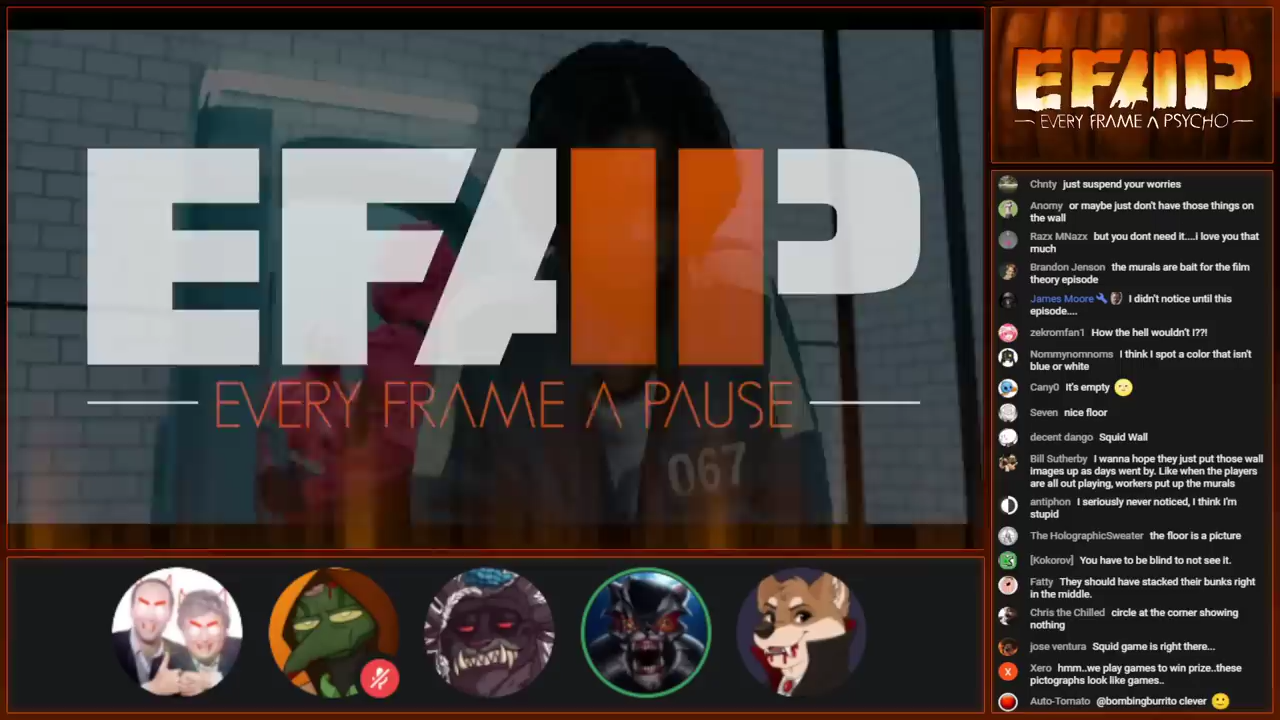 EFAIIP
EVERY FRAME A PAUSE
067
EFAIIP
EVERY FRAME A PSYCHO
Chnty just suspend your worries
Anomy or maybe just don't have those things on
the wall
Razx MNazx but you dont need it....i love you that
much
Brandon Jenson the murals are bait for the film
theory episode
James Moore I didn't notice until this
episode....
zekromfan1 How the hell wouldn't I??!
Nommynomnoms I think I spot a color that isn't
blue or white
Cany0 It's empty
Seven nice floor
decent dango Squid Wall
Bill Sutherby I wanna hope they just put those wall
images up as days went by. Like when the players
are all out playing, workers put up the murals
antiphon I seriously never noticed, I think I'm
stupid
The HolographicSweater the floor is a picture
[Kokorov] You have to be blind to not see it.
Fatty They should have stacked their bunks right
in the middle.
Chris the Chilled circle at the corner showing
nothing
jose ventura Squid game is right there...
X
Xero hmm..we play games to win prize..these
pictographs look like games..
Auto-Tomato @bombingburrito clever